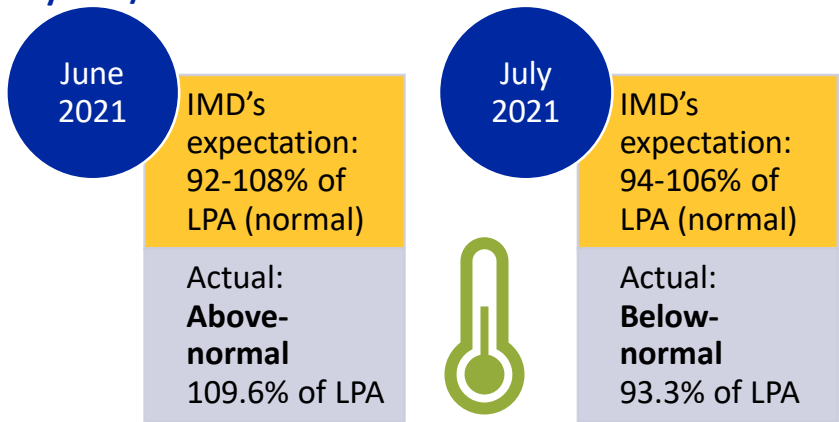 June
2021
IMD’s
expectation:
92-108% of
LPA (normal)
Actual:
Above-
normal
109.6% of LPA
July
2021
IMD’s
expectation:
94-106% of
LPA (normal)
Actual:
Below-
normal
93.3% of LPA